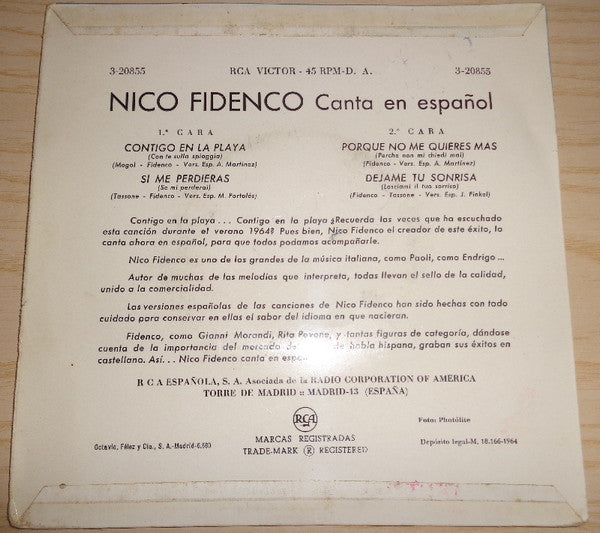 3-20855 RCA VICTOR - 45 RPM-D. A. 3-20855
NICO FIDENCO Canta en español
1.ª CARA 2.ª CARA
CONTIGO EN LA PLAYA PORQUE NO ME QUIERES MAS
(Con te sulla spiaggia) (Perche non mi chiedi mai)
(Mogol - Fidenco - Vers. Esp. A. Martinez) (Fidenco - Vers. Esp. A. Martinez)
SI ME PERDIERAS DEJAME TU SONRISA
(Se mi perderai) (Lasciami il tuo sorriso)
(Tassone - Fidenco - Vers. Esp. M. Portolés) (Fidenco - Tassone - Vers. Esp. J. Finkel)
Contigo en la playa... Contigo en la playa ¿Recuerda las veces que ha escuchado
esta canción durante el verano 1964? Pues bien, Nico Fidenco el creador de este éxito, la
canta ahora en español, para que todos podamos acompañarle.
Nico Fidenco es uno de los grandes de la música italiana, como Paoli, como Endrigo...
Autor de muchas de las melodías que interpreta, todas llevan el sello de la calidad,
unido a la comercialidad.
Las versiones españolas de las canciones de Nico Fidenco han sido hechas con todo
cuidado para conservar en ellas el sabor del idioma en que nacieran.
Fidenco, como Gianni Morandi, Rita Pavone, y tantas figuras de categoría, dándose
cuenta de la importancia del mercado de habla hispana, graban sus éxitos en
castellano. Así... Nico Fidenco canta en
RCA ESPAÑOLA, S. A. Asociada de la RADIO CORPORATION OF AMERICA
TORRE DE MADRID :: MADRID-13 (ESPAÑA)
RCA
Foto: Photólite
Octavio, Félez y Cía., S. A.-Madrid-6.660 MARCAS REGISTRADAS Depósito legal-M. 18.166-1964
TRADE-MARK ® REGISTERED